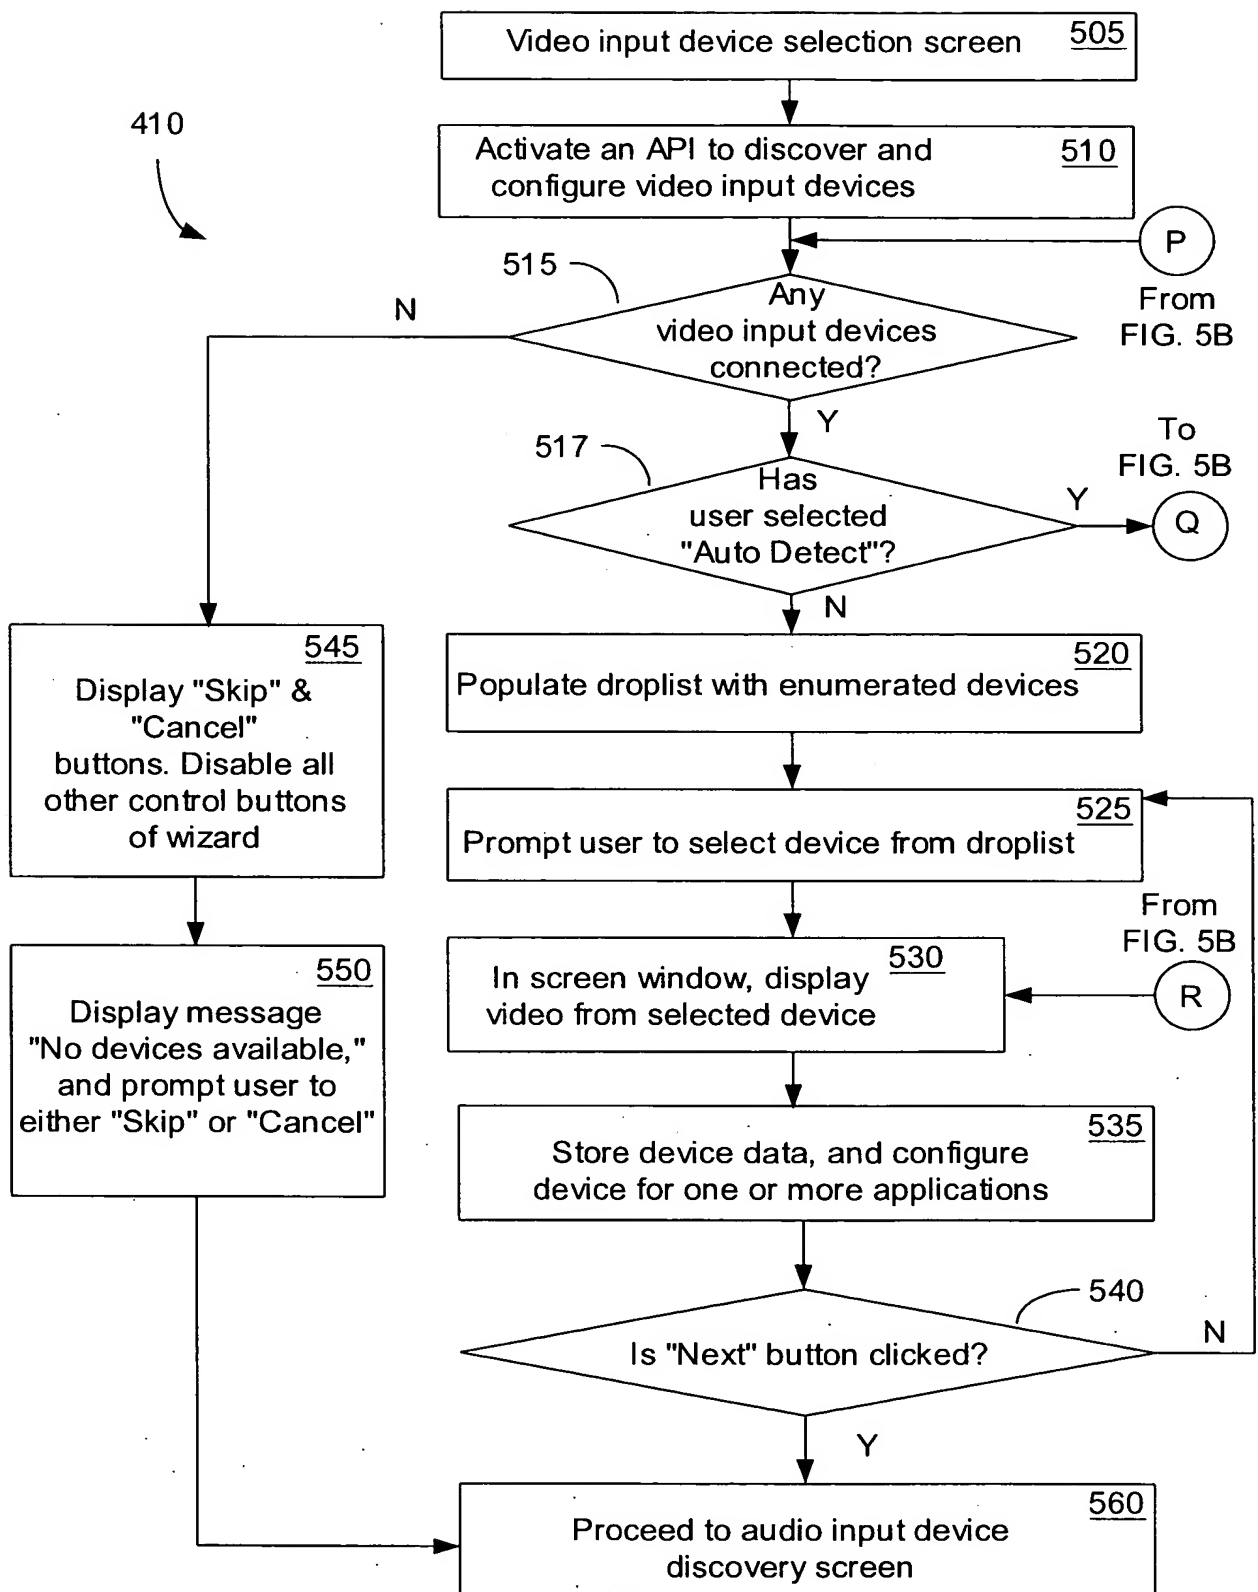 Video input device selection screen 505
410
Activate an API to discover and 510
configure video input devices
P
From
FIG. 5B
515
N
Any
video input devices
connected?
Y
To
FIG. 5B
517
Has
user selected
"Auto Detect"?
Y
Q
N
545
Display "Skip" &
"Cancel"
buttons. Disable all
other control buttons
of wizard
520
Populate droplist with enumerated devices
525
Prompt user to select device from droplist
From
FIG. 5B
R
530
In screen window, display
video from selected device
550
Display message
"No devices available,"
and prompt user to
either "Skip" or "Cancel"
535
Store device data, and configure
device for one or more applications
540
Is "Next" button clicked?
N
Y
560
Proceed to audio input device
discovery screen